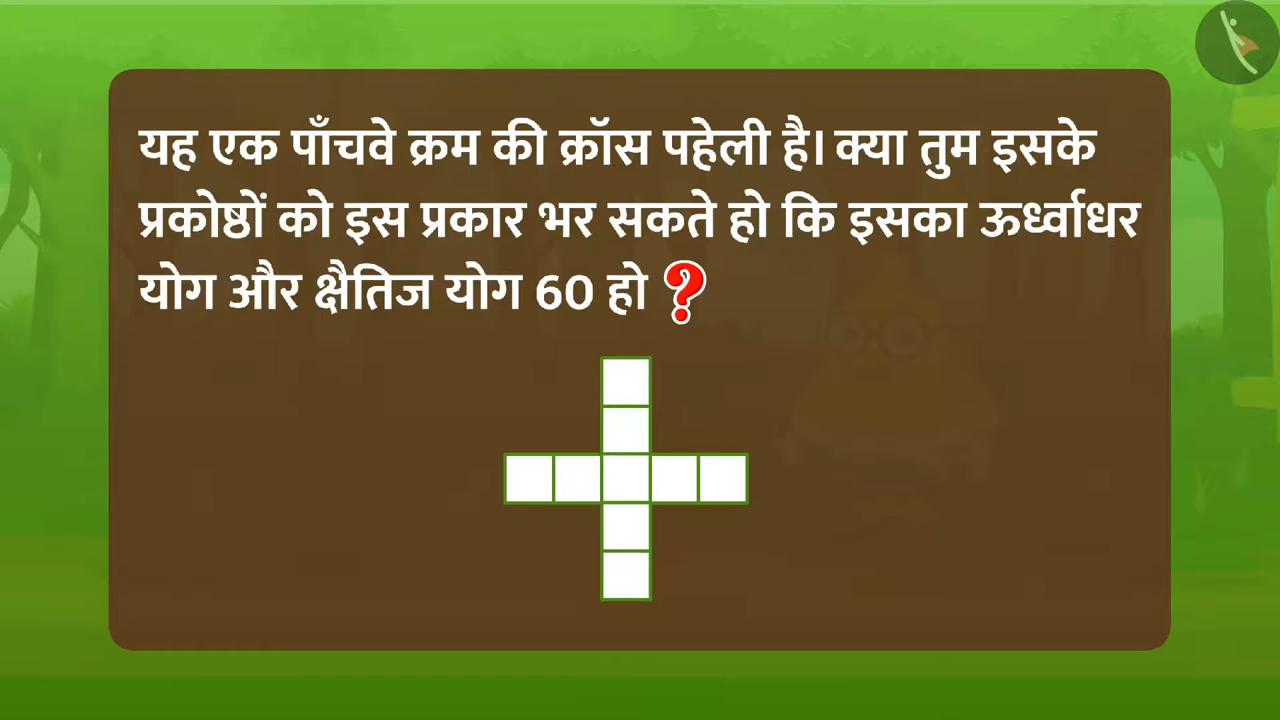 यह एक पाँचवे क्रम की क्रॉस पहेली है। क्या तुम इसके
प्रकोष्ठों को इस प्रकार भर सकते हो कि इसका ऊर्ध्वाधर
योग और क्षैतिज योग 60 हो ❓